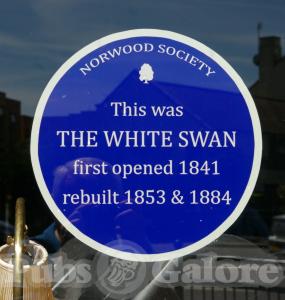 NORWOOD SOCIETY
This was
THE WHITE SWAN
first opened 1841
rebuilt 1853 & 1884
Pubs Galore